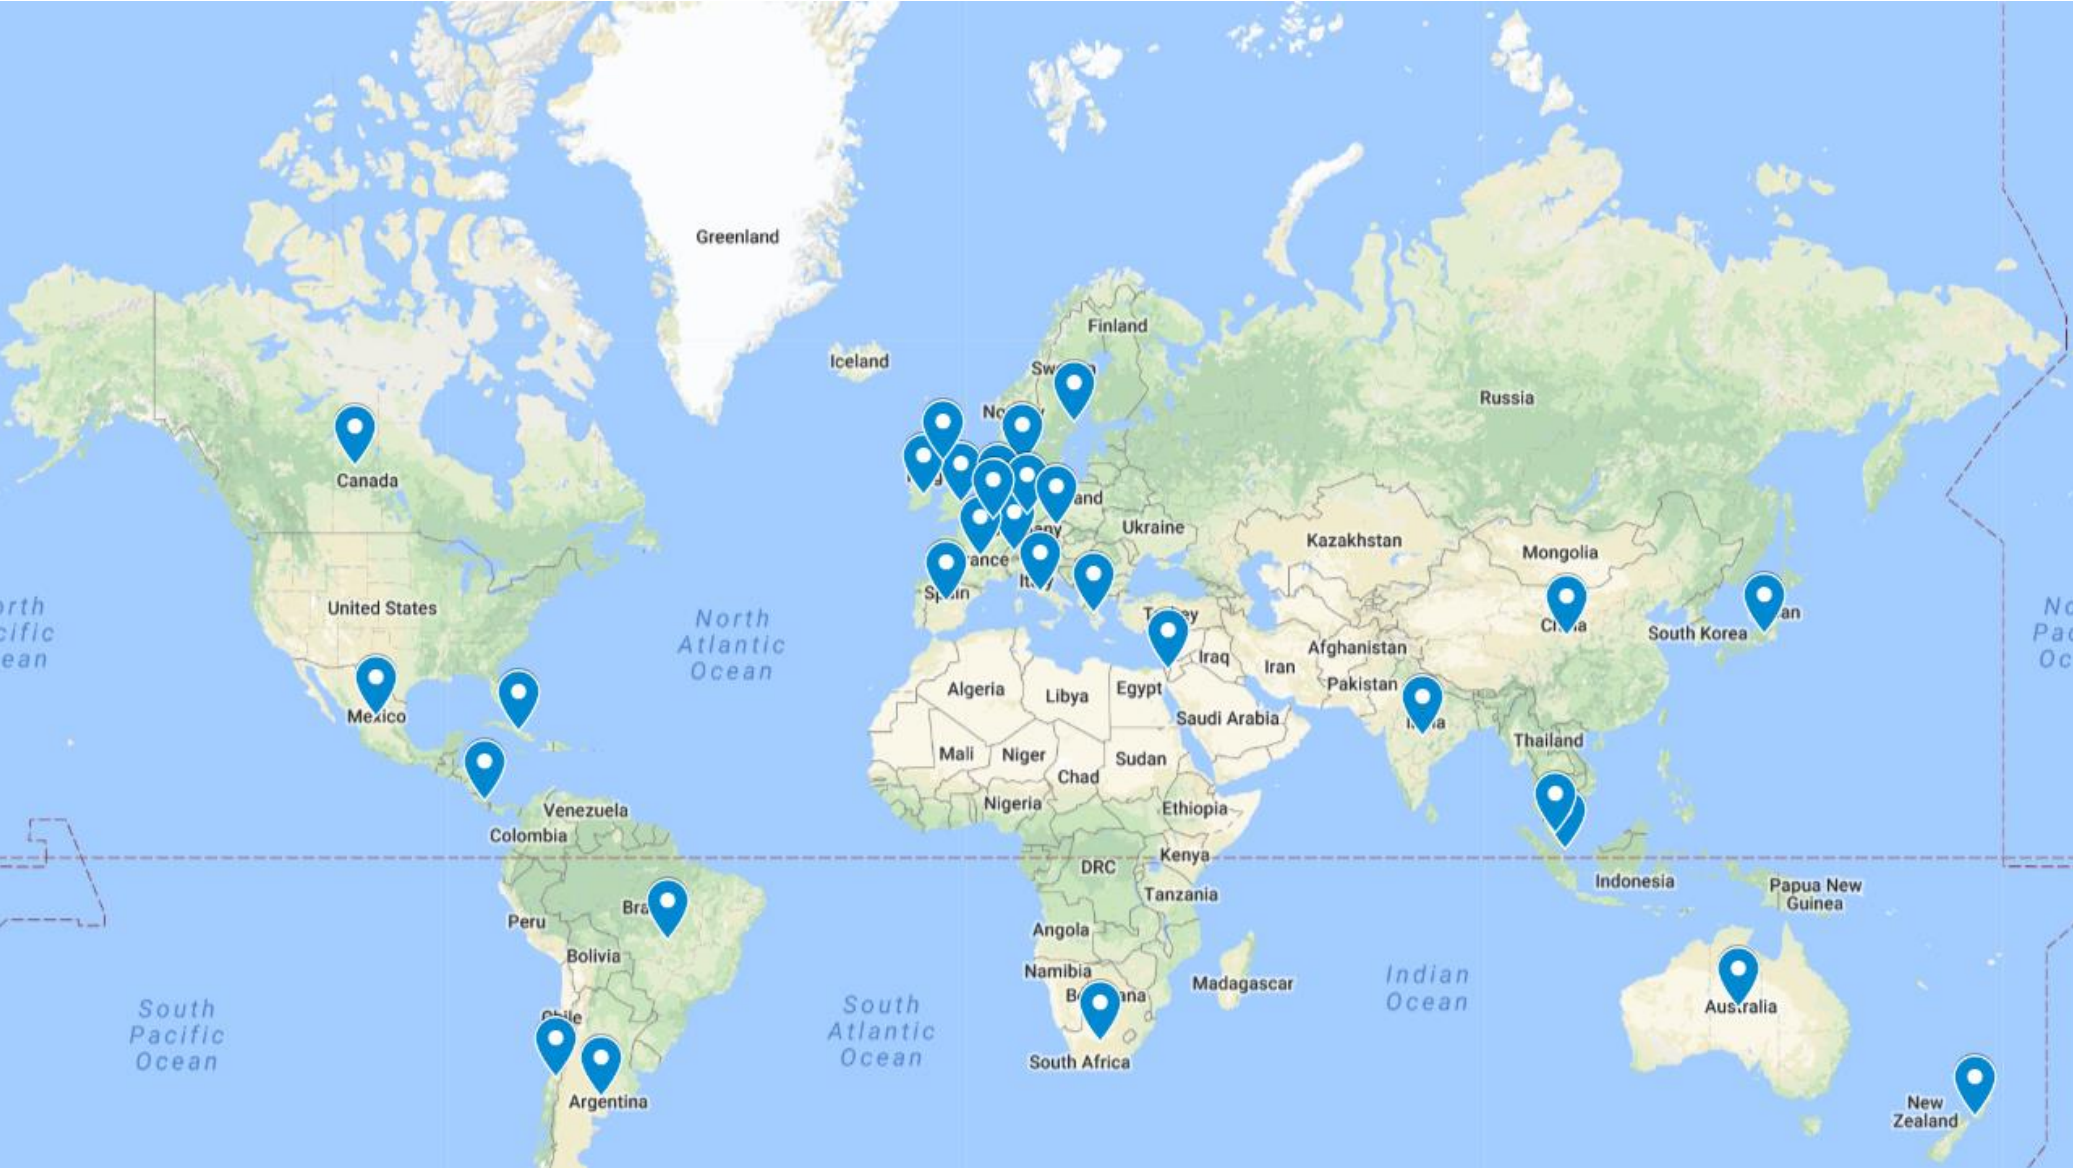 Greenland
Finland
Iceland
Russia
Canada
Ukraine
Kazakhstan
Mongolia
United States
North
Atlantic
Ocean
South Korea
Afghanistan
Iraq
Iran
Pakistan
Algeria
Libya
Egypt
Saudi Arabia
Mexico
Thailand
Mali
Niger
Chad
Sudan
Nigeria
Ethiopia
Venezuela
Colombia
Kenya
DRC
Tanzania
Indonesia
Papua New
Guinea
Peru
Angola
Bolivia
Namibia
Madagascar
Indian
Ocean
Australia
South
Pacific
Ocean
South
Atlantic
Ocean
Chile
South Africa
Argentina
New
Zealand